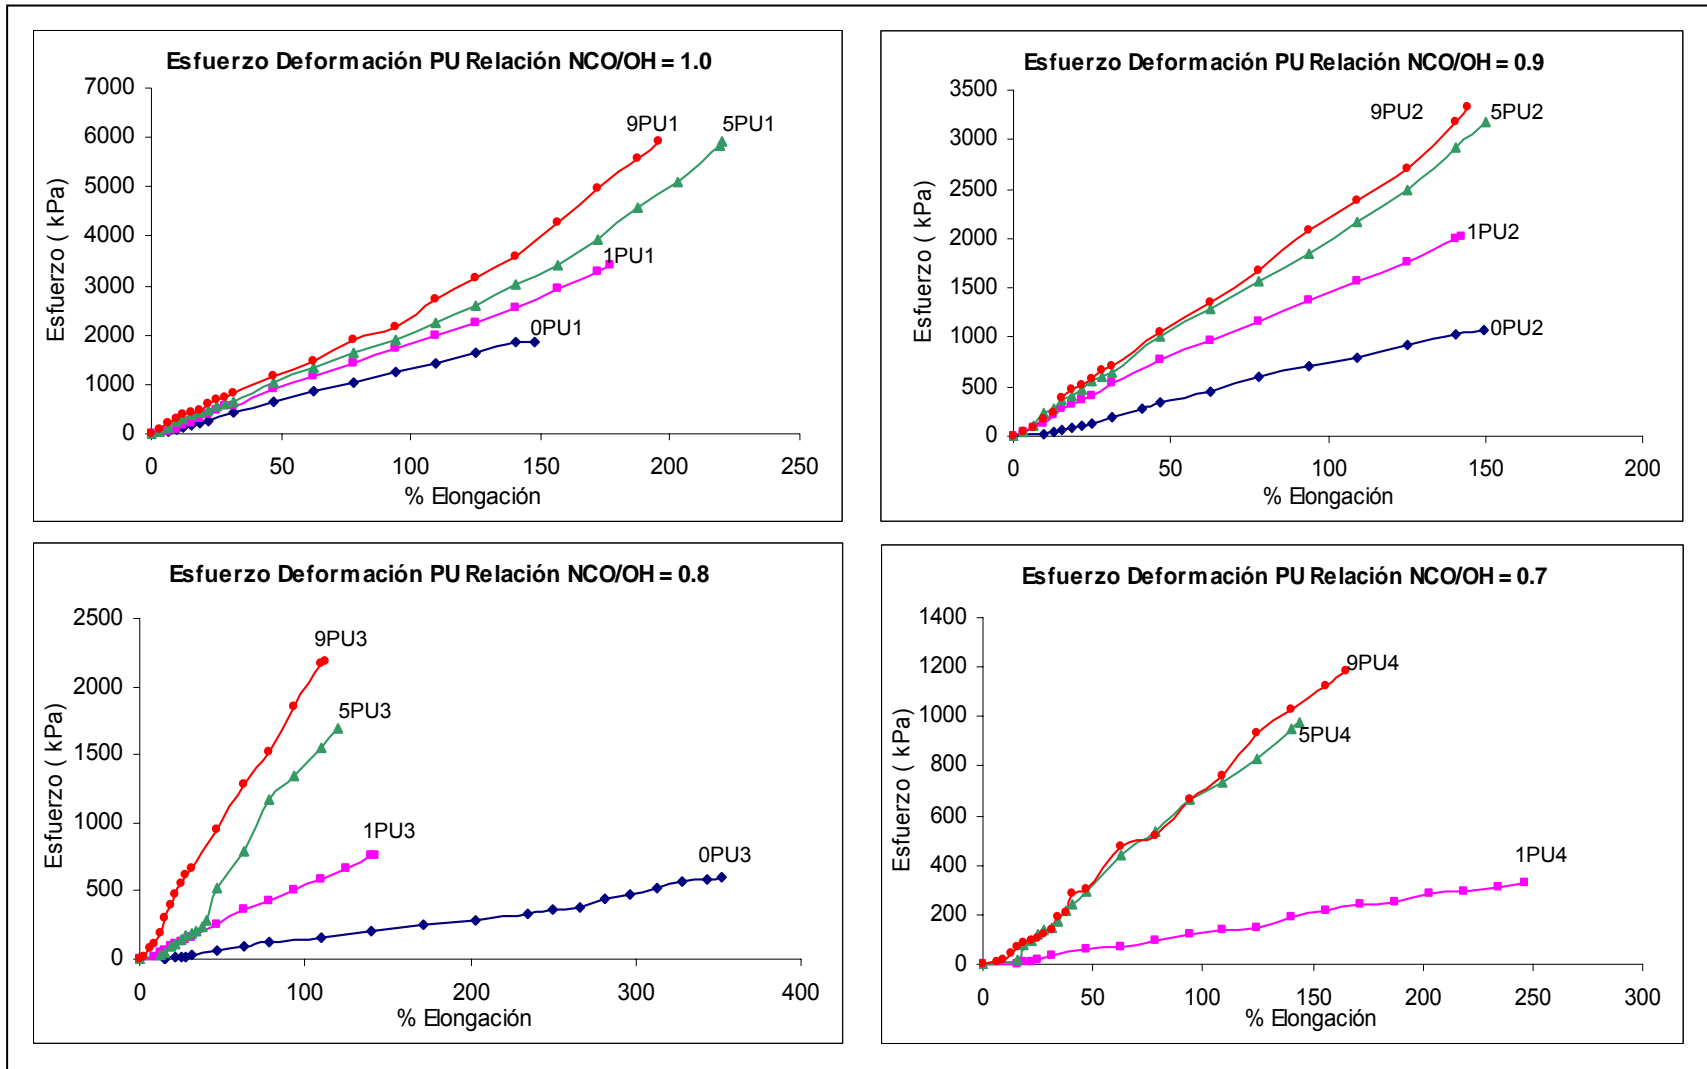 Esfuerzo Deformación PU Relación NCO/OH = 1.0
7000
6000
5000
4000
3000
2000
1000
0
Esfuerzo ( kPa)
9PU1
5PU1
1PU1
0PU1
0 50 100 150 200 250
% Elongación
Esfuerzo Deformación PU Relación NCO/OH = 0.9
3500
3000
2500
2000
1500
1000
500
0
Esfuerzo ( kPa)
9PU2
5PU2
1PU2
0PU2
0 50 100 150 200
% Elongación
Esfuerzo Deformación PU Relación NCO/OH = 0.8
2500
2000
1500
1000
500
0
Esfuerzo ( kPa)
9PU3
5PU3
1PU3
0PU3
0 100 200 300 400
% Elongación
Esfuerzo Deformación PU Relación NCO/OH = 0.7
1400
1200
1000
800
600
400
200
0
Esfuerzo ( kPa)
9PU4
5PU4
1PU4
0 50 100 150 200 250 300
% Elongación